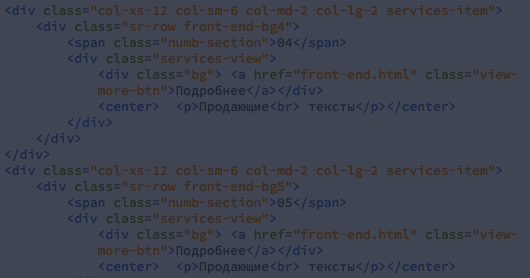 <div class="col-xs-12 col-sm-6 col-md-2 col-lg-2 services-item">
<div class="sr-row front-end-bg4">
<span class="numb-section">04</span>
<div class="services-view">
<div class="bg"> <a href="front-end.html" class="view-
more-btn">Подробнее</a></div>
<center>  <p>Продающие<br> тексты</p></center>
</div>
</div>
</div>
<div class="col-xs-12 col-sm-6 col-md-2 col-lg-2 services-item">
<div class="sr-row front-end-bg5">
<span class="numb-section">05</span>
<div class="services-view">
<div class="bg"> <a href="front-end.html" class="view-
more-btn">Подробнее</a></div>
<center>  <p>Продающие<br> тексты</p></center>